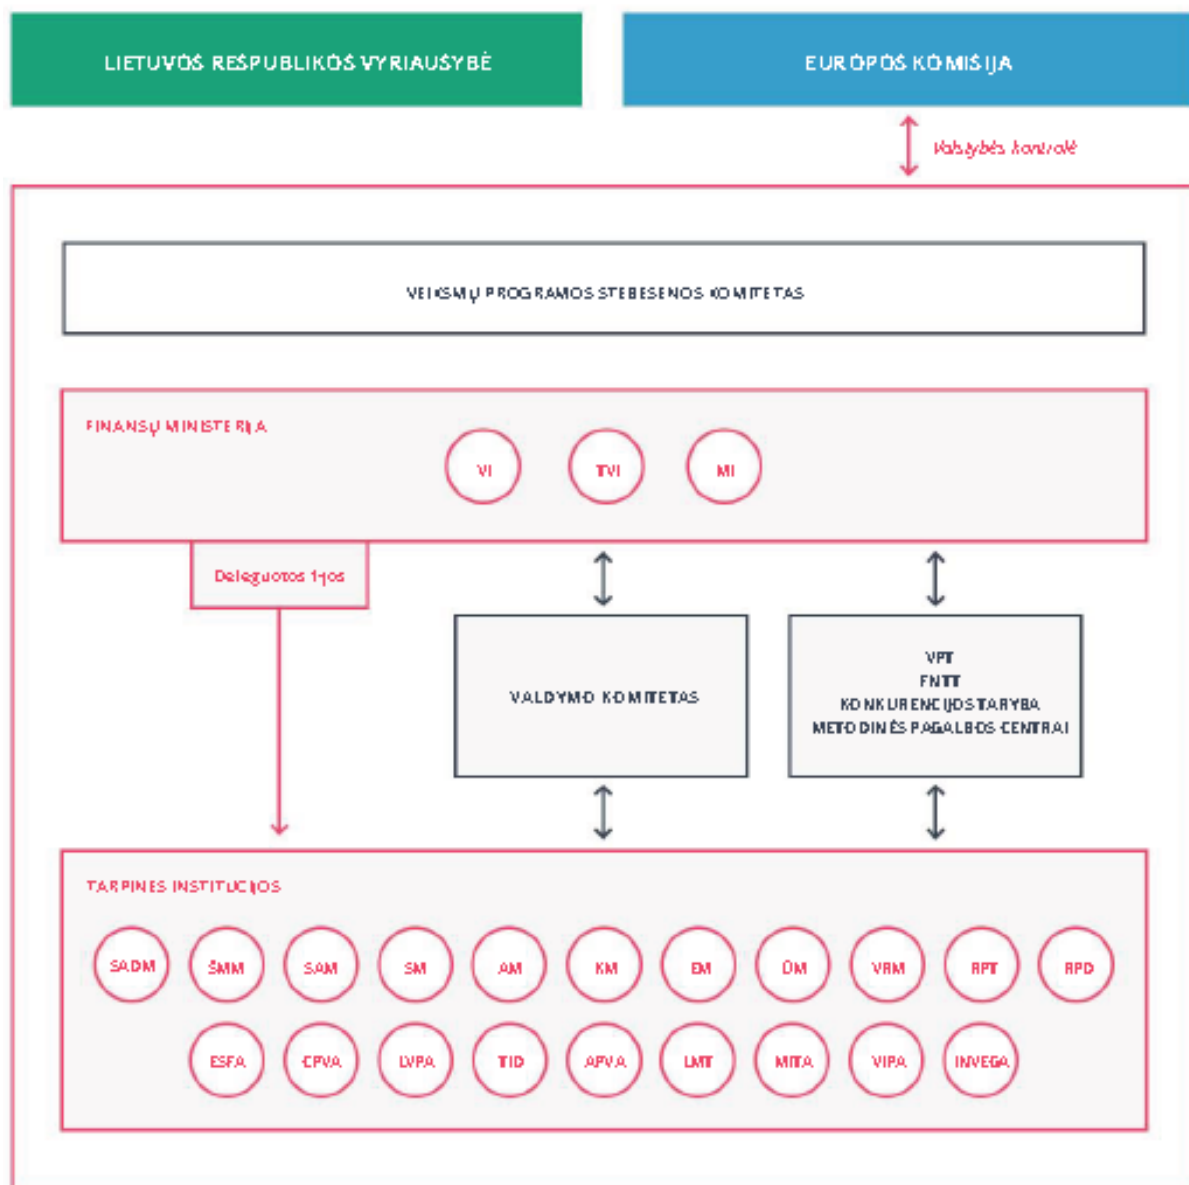 LIETUVOS RESPUBLIKOS VYRIAUSYBĖ
EUROPOS KOMISIJA
Valstybės kontrolė
VEIKSMŲ PROGRAMOS STEBĖSENOS KOMITETAS
FINANSŲ MINISTERIJA
VI TVI MI
Deleguotos f-jos
VALDYMO KOMITETAS
VPT
FNTT
KONKURENCIJOS TARYBA
METODINĖS PAGALBOS CENTRAI
TARPINĖS INSTITUCIJOS
SADM ŠMM SAM SM AM KM EM ŪM VRM RPT RPD
ESFA CPVA LVPA TID APVA LMT MITA VIPA INVEGA